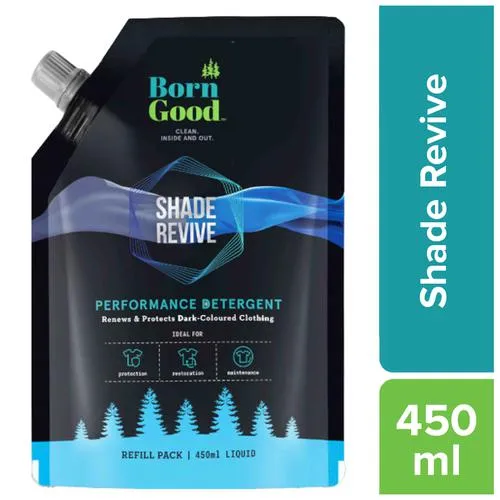 Born
Good™
CLEAN.
INSIDE AND OUT.
SHADE
REVIVE
PERFORMANCE DETERGENT
Renews & Protects Dark-Coloured Clothing
IDEAL FOR
protection
restoration
maintenance
REFILL PACK | 450ml LIQUID
Shade Revive
450
ml